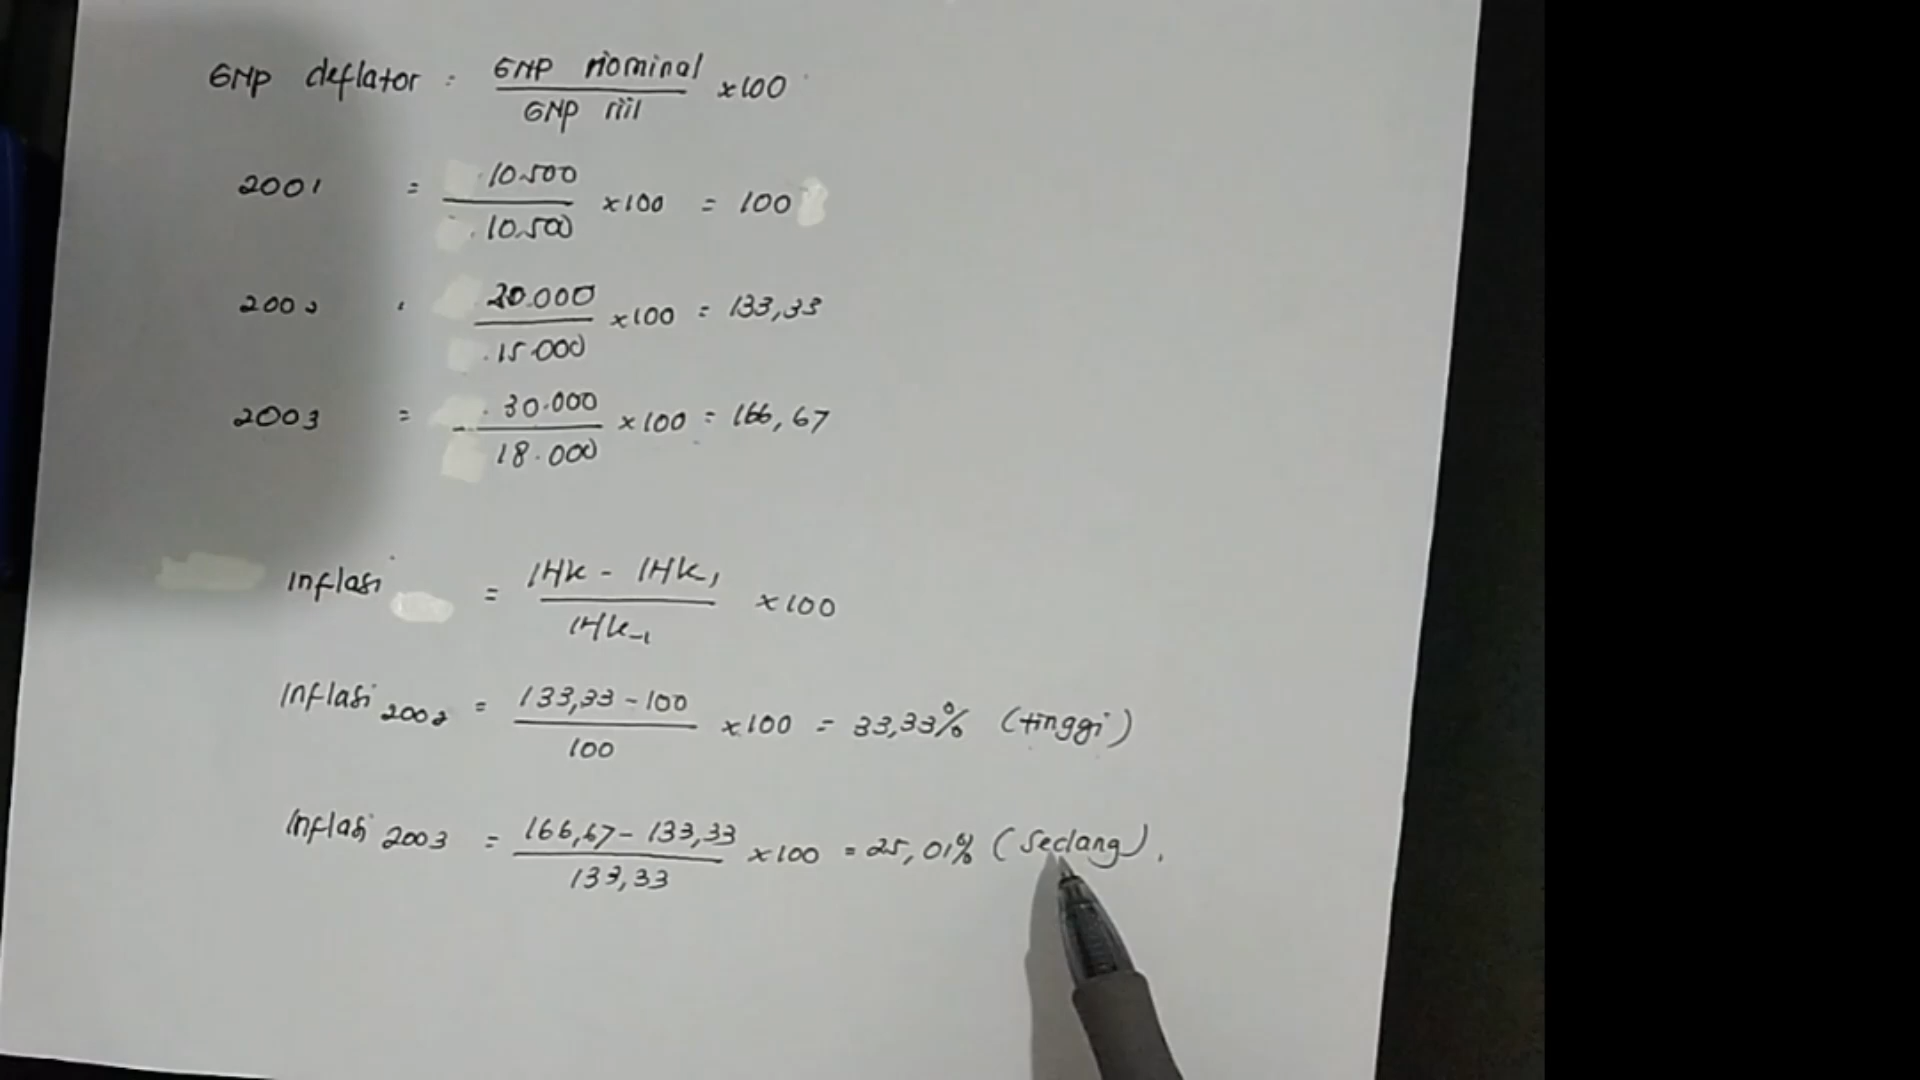 GNP deflator = GNP nominal / GNP riil x100
2001 = 10.500 / 10.500 x100 = 100
2002 = 20.000 / 15.000 x100 = 133,33
2003 = 30.000 / 18.000 x100 = 166,67
Inflasi = IHK - IHK₁ / IHK₋₁ x100
Inflasi 2002 = 133,33 - 100 / 100 x100 = 33,33% (tinggi)
Inflasi 2003 = 166,67 - 133,33 / 133,33 x100 = 25,01% (Sedang).